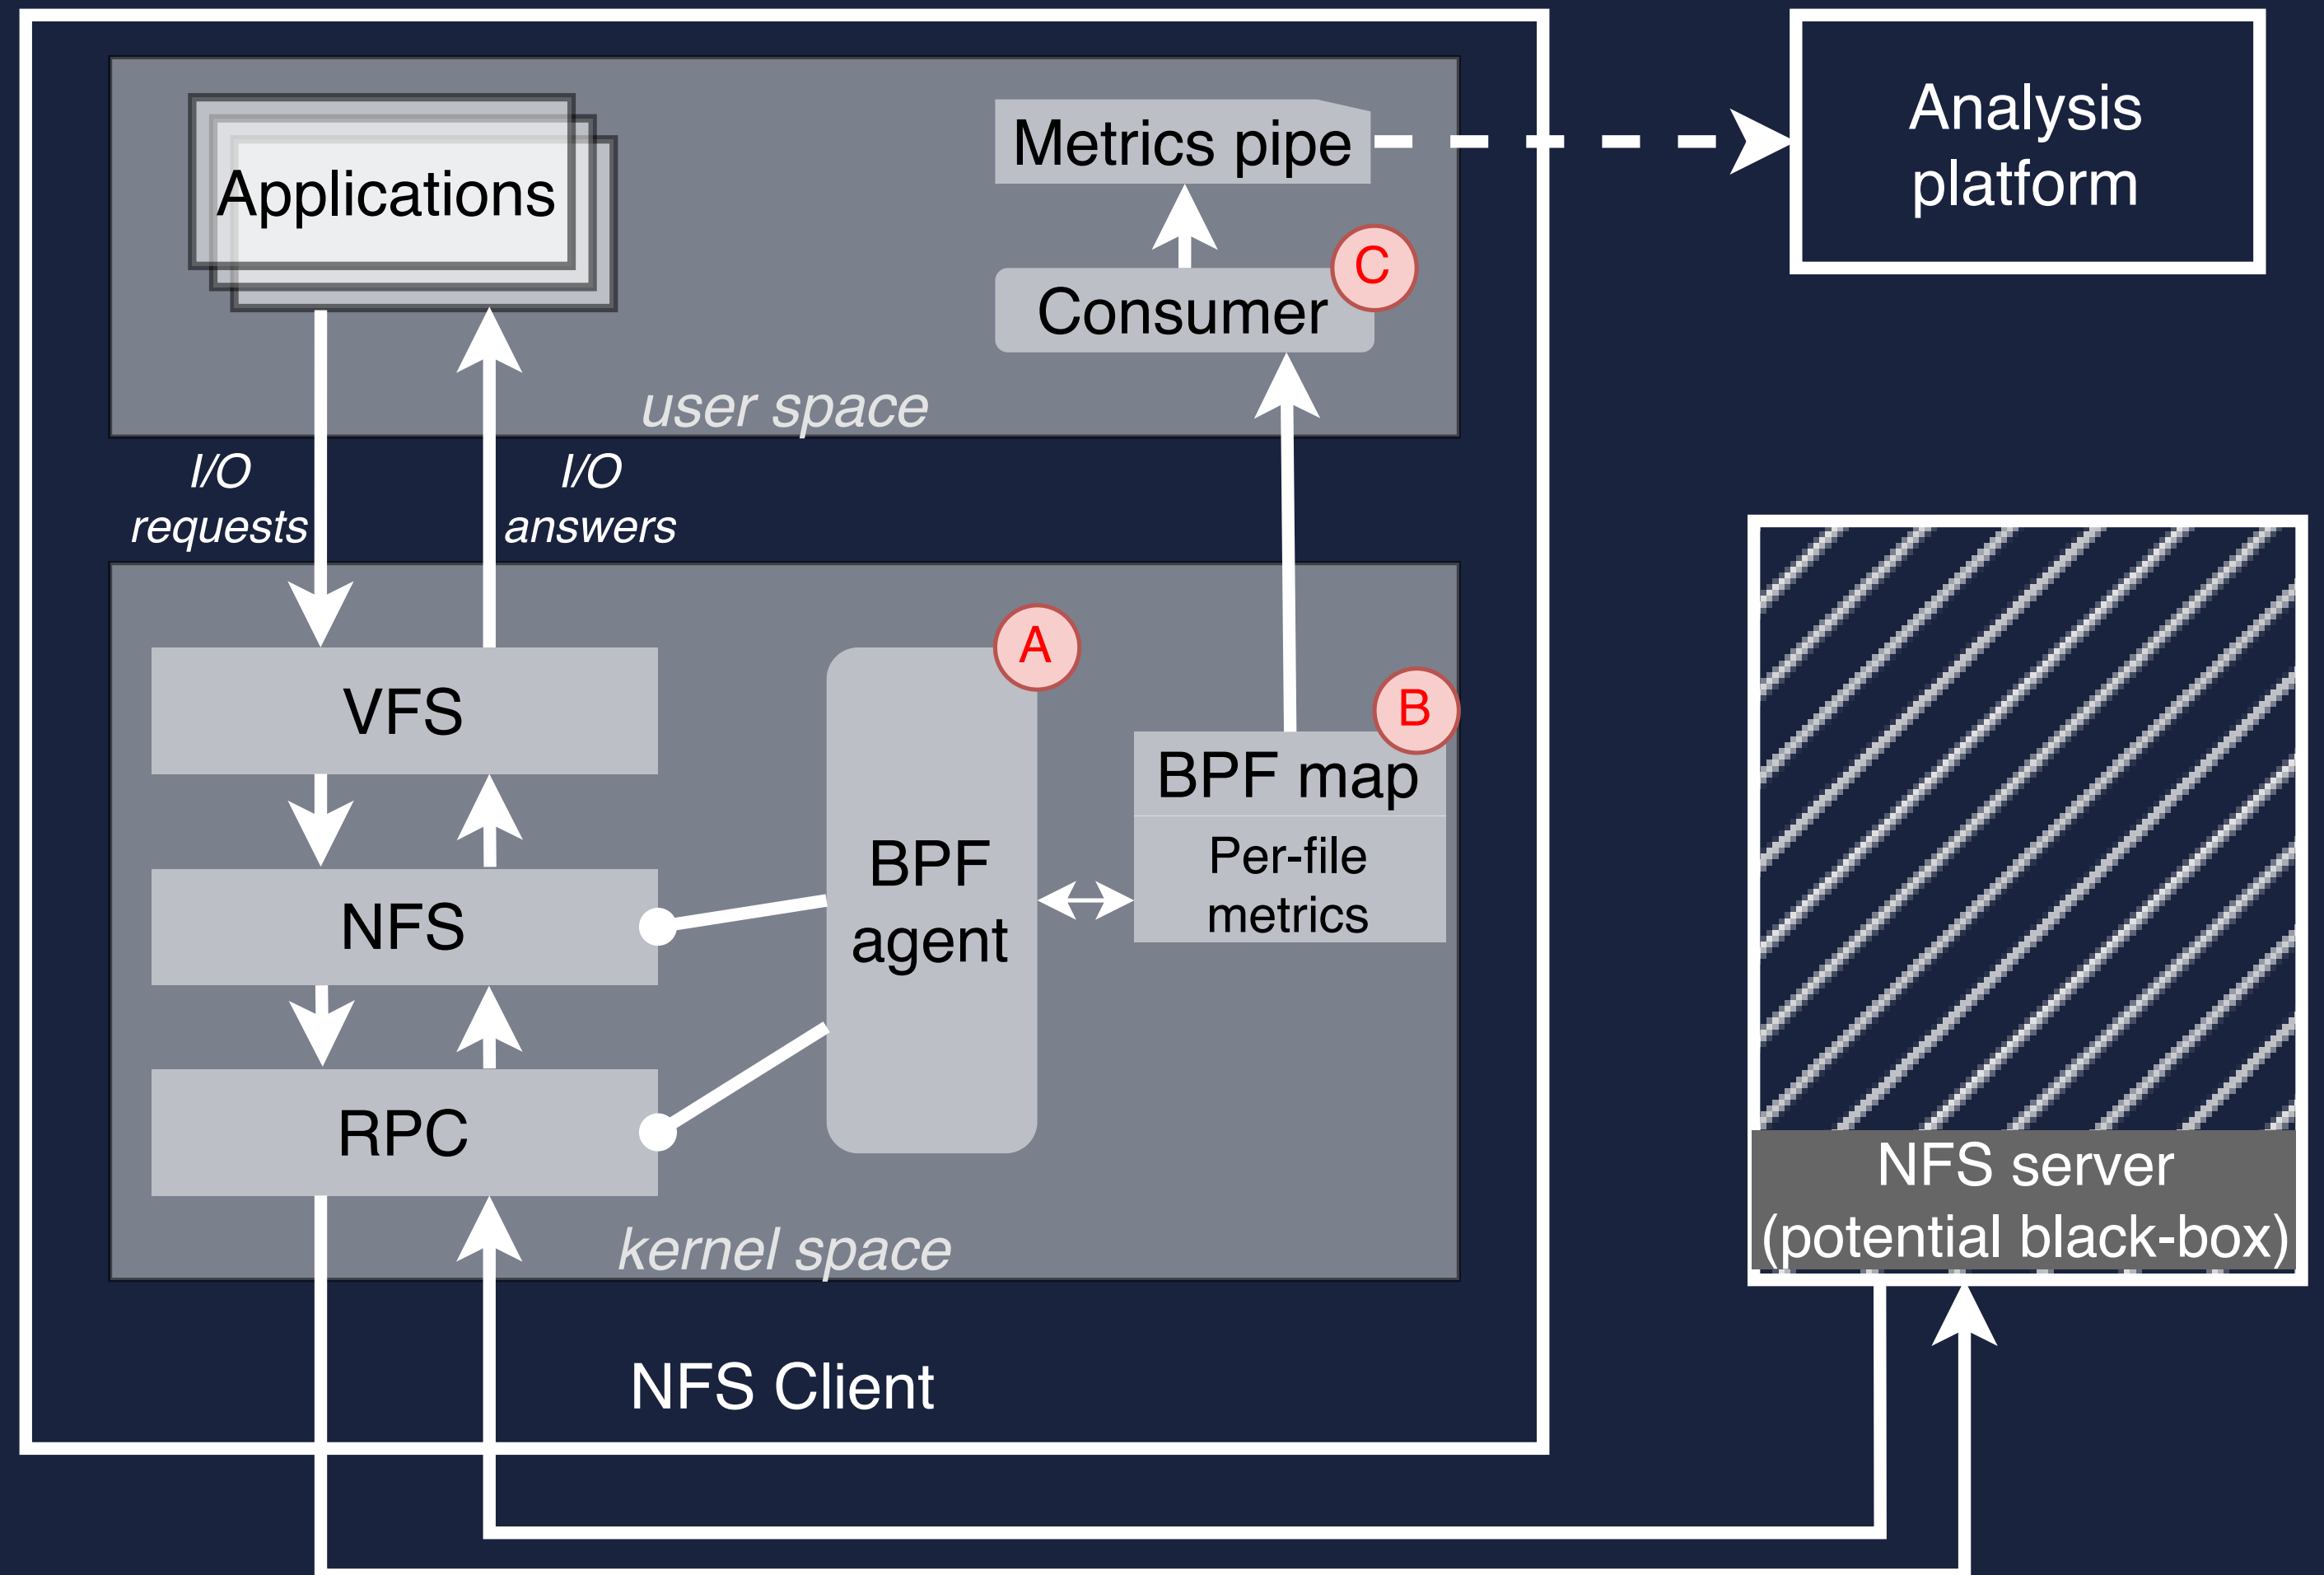 Applications
Metrics pipe
Analysis
platform
C
Consumer
user space
I/O
requests
I/O
answers
A
B
VFS
BPF map
Per-file
metrics
BPF
agent
NFS
RPC
kernel space
NFS server
(potential black-box)
NFS Client